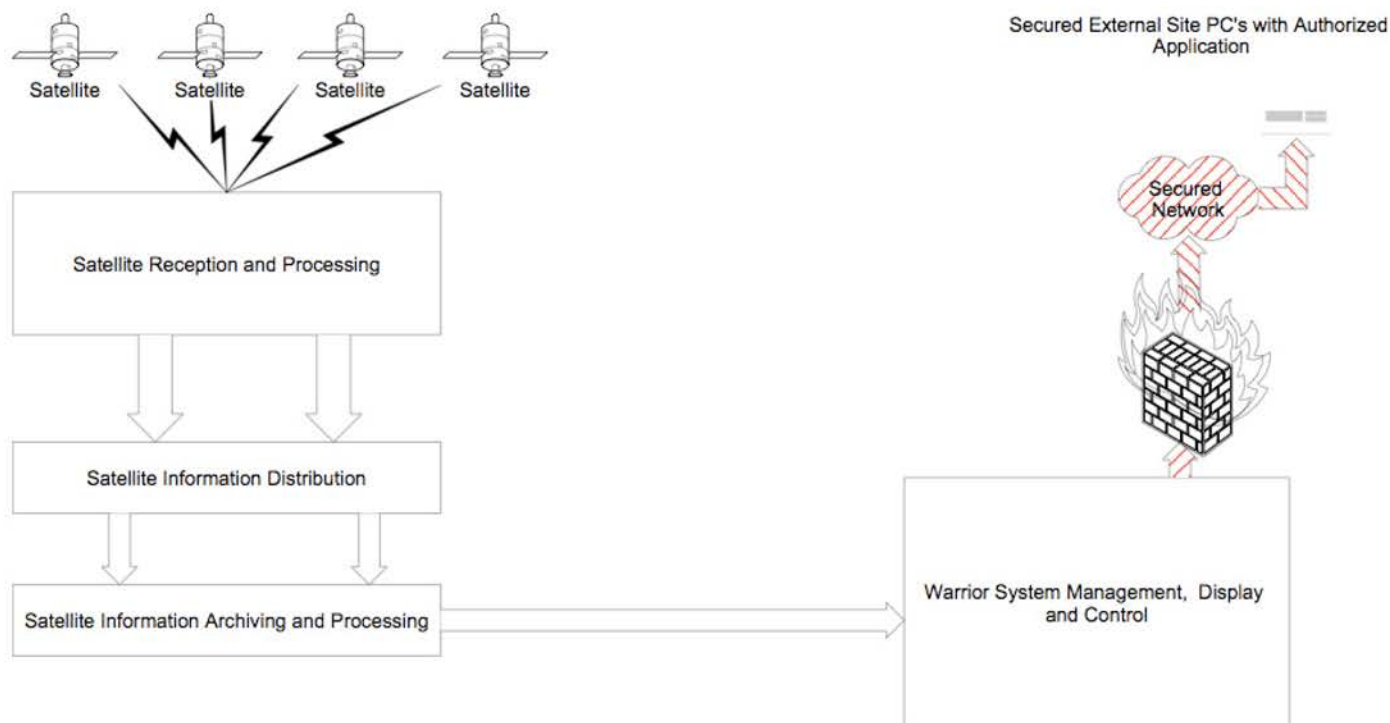 Secured External Site PC's with Authorized
Application
Satellite
Satellite
Satellite
Satellite
Secured
Network
Satellite Reception and Processing
Satellite Information Distribution
Warrior System Management, Display
and Control
Satellite Information Archiving and Processing